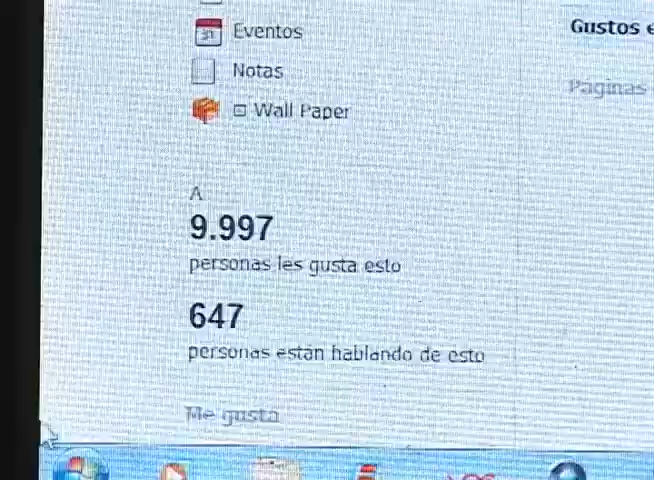 Eventos
Gustos
Notas
Páginas
Wall Paper
A
9.997
personas les gusta esto
647
personas están hablando de esto
Me gusta